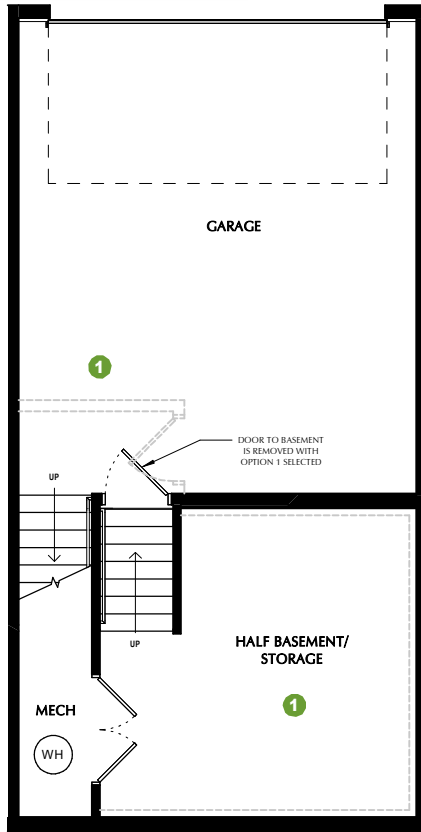 GARAGE
1
DOOR TO BASEMENT
IS REMOVED WITH
OPTION 1 SELECTED
UP
UP
HALF BASEMENT/
STORAGE
1
MECH
WH